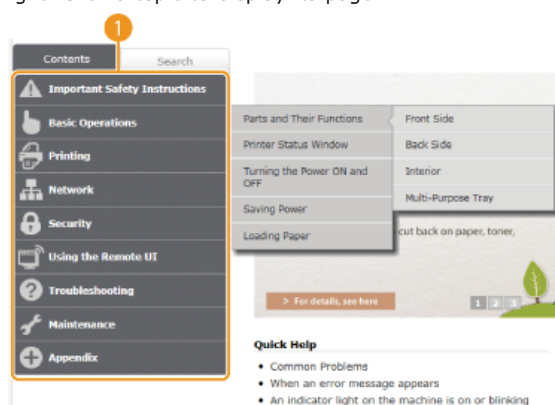 1
Contents
Search
Important Safety Instructions
Basic Operations
Printing
Network
Security
Using the Remote UI
Troubleshooting
Maintenance
Appendix
Parts and Their Functions
Printer Status Window
Turning the Power ON and
OFF
Saving Power
Loading Paper
Front Side
Back Side
Interior
Multi-Purpose Tray
cut back on paper, toner,
> For details, see here
1 2 3
Quick Help
• Common Problems
• When an error message appears
• An indicator light on the machine is on or blinking